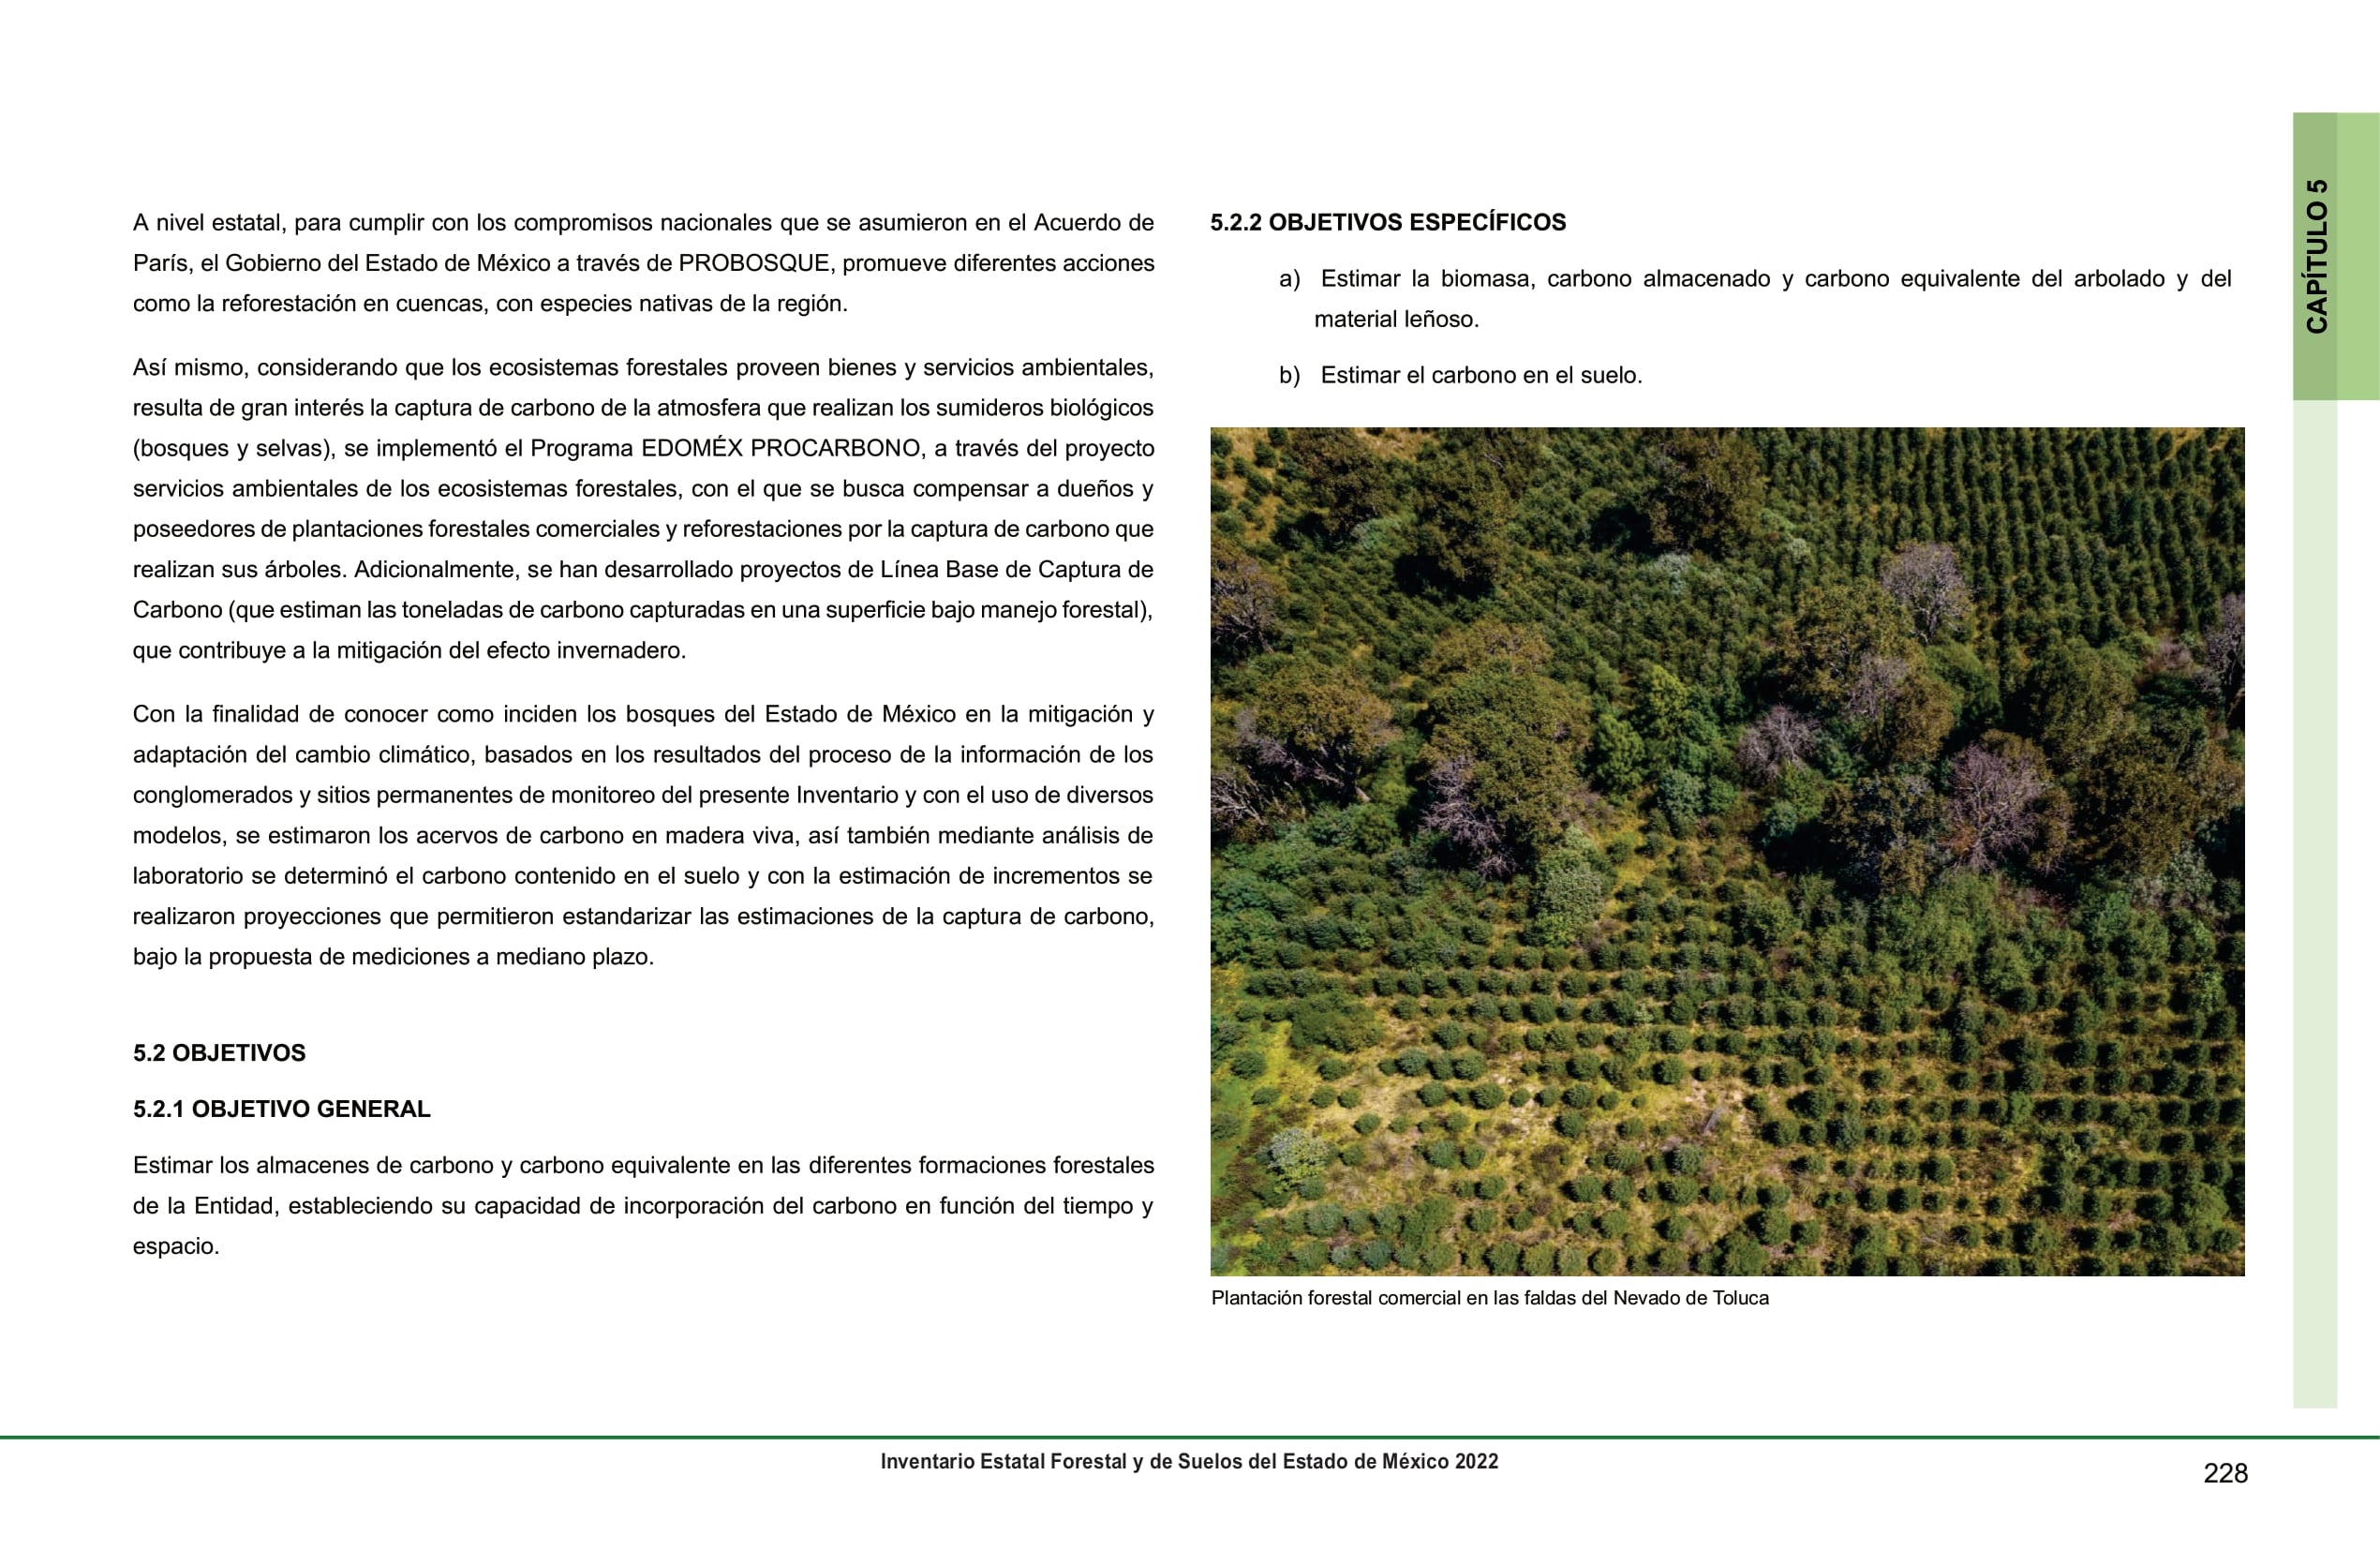 A nivel estatal, para cumplir con los compromisos nacionales que se asumieron en el Acuerdo de
París, el Gobierno del Estado de México a través de PROBOSQUE, promueve diferentes acciones
como la reforestación en cuencas, con especies nativas de la región.
Así mismo, considerando que los ecosistemas forestales proveen bienes y servicios ambientales,
resulta de gran interés la captura de carbono de la atmosfera que realizan los sumideros biológicos
(bosques y selvas), se implementó el Programa EDOMÉX PROCARBONO, a través del proyecto
servicios ambientales de los ecosistemas forestales, con el que se busca compensar a dueños y
poseedores de plantaciones forestales comerciales y reforestaciones por la captura de carbono que
realizan sus árboles. Adicionalmente, se han desarrollado proyectos de Línea Base de Captura de
Carbono (que estiman las toneladas de carbono capturadas en una superficie bajo manejo forestal),
que contribuye a la mitigación del efecto invernadero.
Con la finalidad de conocer como inciden los bosques del Estado de México en la mitigación y
adaptación del cambio climático, basados en los resultados del proceso de la información de los
conglomerados y sitios permanentes de monitoreo del presente Inventario y con el uso de diversos
modelos, se estimaron los acervos de carbono en madera viva, así también mediante análisis de
laboratorio se determinó el carbono contenido en el suelo y con la estimación de incrementos se
realizaron proyecciones que permitieron estandarizar las estimaciones de la captura de carbono,
bajo la propuesta de mediciones a mediano plazo.
5.2 OBJETIVOS
5.2.1 OBJETIVO GENERAL
Estimar los almacenes de carbono y carbono equivalente en las diferentes formaciones forestales
de la Entidad, estableciendo su capacidad de incorporación del carbono en función del tiempo y
espacio.
5.2.2 OBJETIVOS ESPECÍFICOS
a) Estimar la biomasa, carbono almacenado y carbono equivalente del arbolado y del
material leñoso.
b) Estimar el carbono en el suelo.
Plantación forestal comercial en las faldas del Nevado de Toluca
CAPÍTULO 5
Inventario Estatal Forestal y de Suelos del Estado de México 2022
228